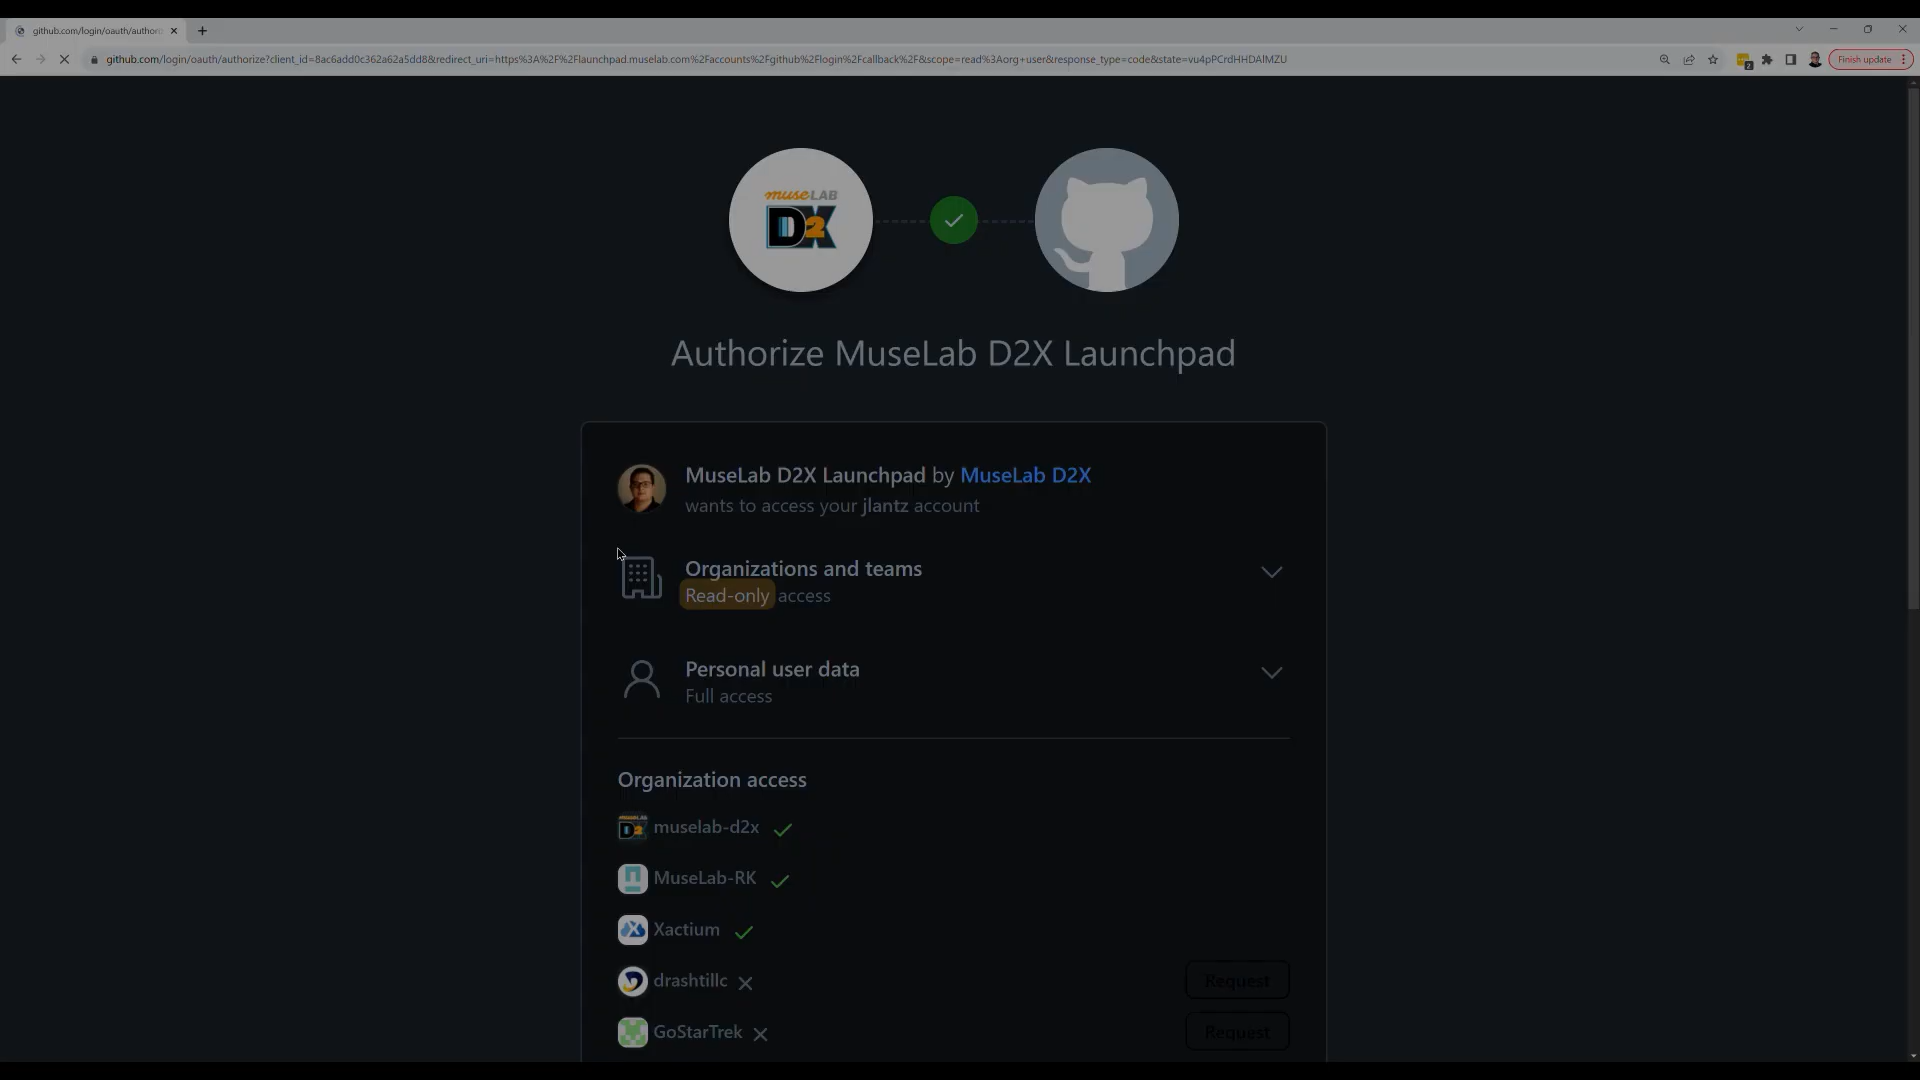 github.com/login/oauth/authori
github.com/login/oauth/authorize?client_id=8ac6add0c362a62a5dd8&redirect_uri=https%3A%2F%2Flaunchpad.muselab.com%2Faccounts%2Fgithub%2Flogin%2Fcallback%2F&scope=read%3Aorg+user&response_type=code&state=vu4pPCrdHHDAlMZU
Finish update
museLAB
D2X
Authorize MuseLab D2X Launchpad
MuseLab D2X Launchpad by MuseLab D2X
wants to access your jlantz account
Organizations and teams
Read-only access
Personal user data
Full access
Organization access
muselab-d2x
MuseLab-RK
Xactium
drashtillc
Request
GoStarTrek
Request